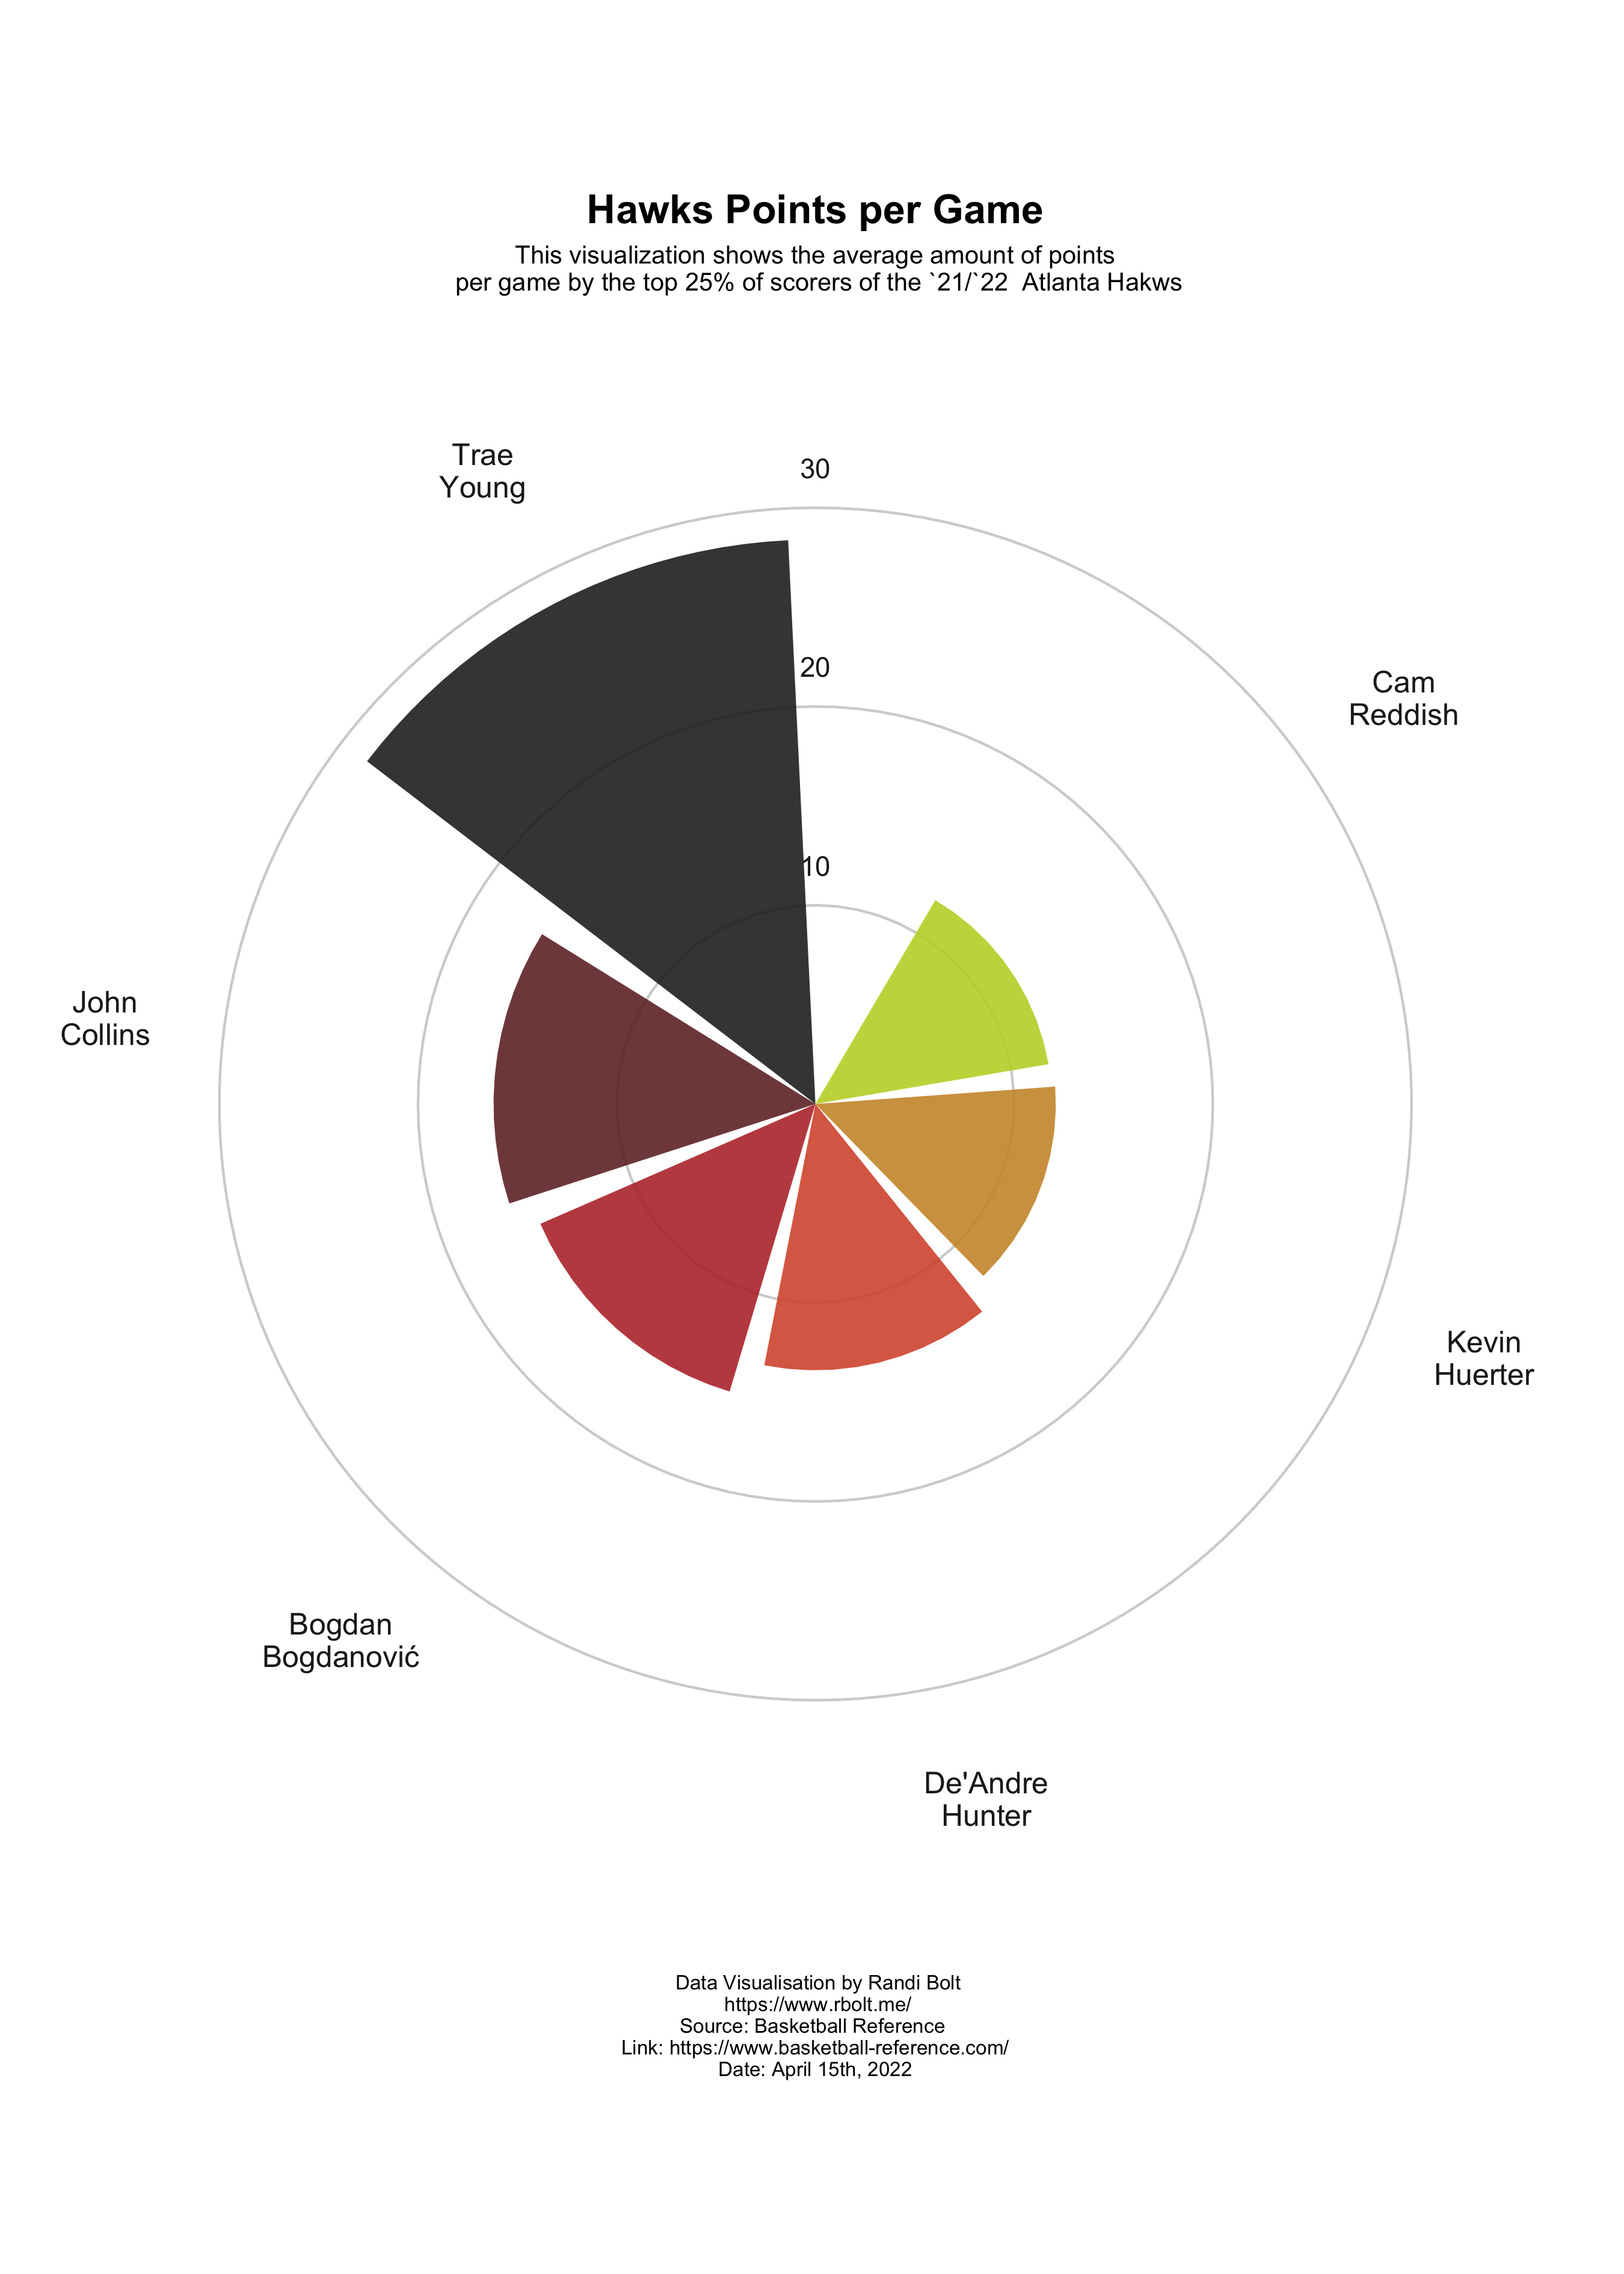 Hawks Points per Game
This visualization shows the average amount of points
per game by the top 25% of scorers of the `21/`22  Atlanta Hakws
Trae
Young
30
20
10
Cam
Reddish
John
Collins
Kevin
Huerter
Bogdan
Bogdanović
De'Andre
Hunter
Data Visualisation by Randi Bolt
https://www.rbolt.me/
Source: Basketball Reference
Link: https://www.basketball-reference.com/
Date: April 15th, 2022